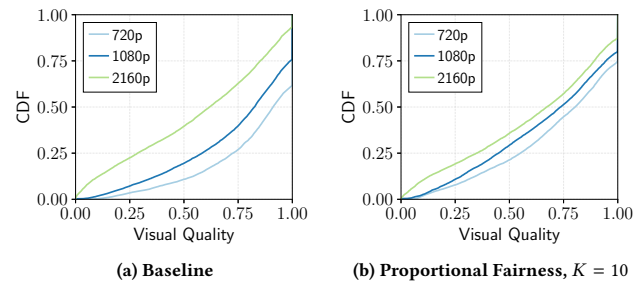 CDF
1.00
0.75
0.50
0.25
0.00
720p
1080p
2160p
0.00 0.25 0.50 0.75 1.00
Visual Quality
(a) Baseline
CDF
1.00
0.75
0.50
0.25
0.00
720p
1080p
2160p
0.00 0.25 0.50 0.75 1.00
Visual Quality
(b) Proportional Fairness, K = 10